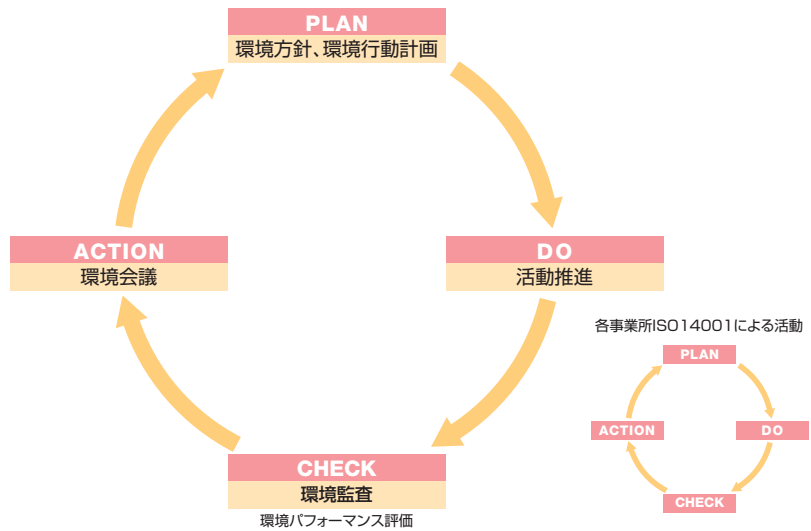 PLAN
環境方針、環境行動計画
ACTION
環境会議
DO
活動推進
CHECK
環境監査
環境パフォーマンス評価
各事業所ISO14001による活動
PLAN
ACTION
DO
CHECK